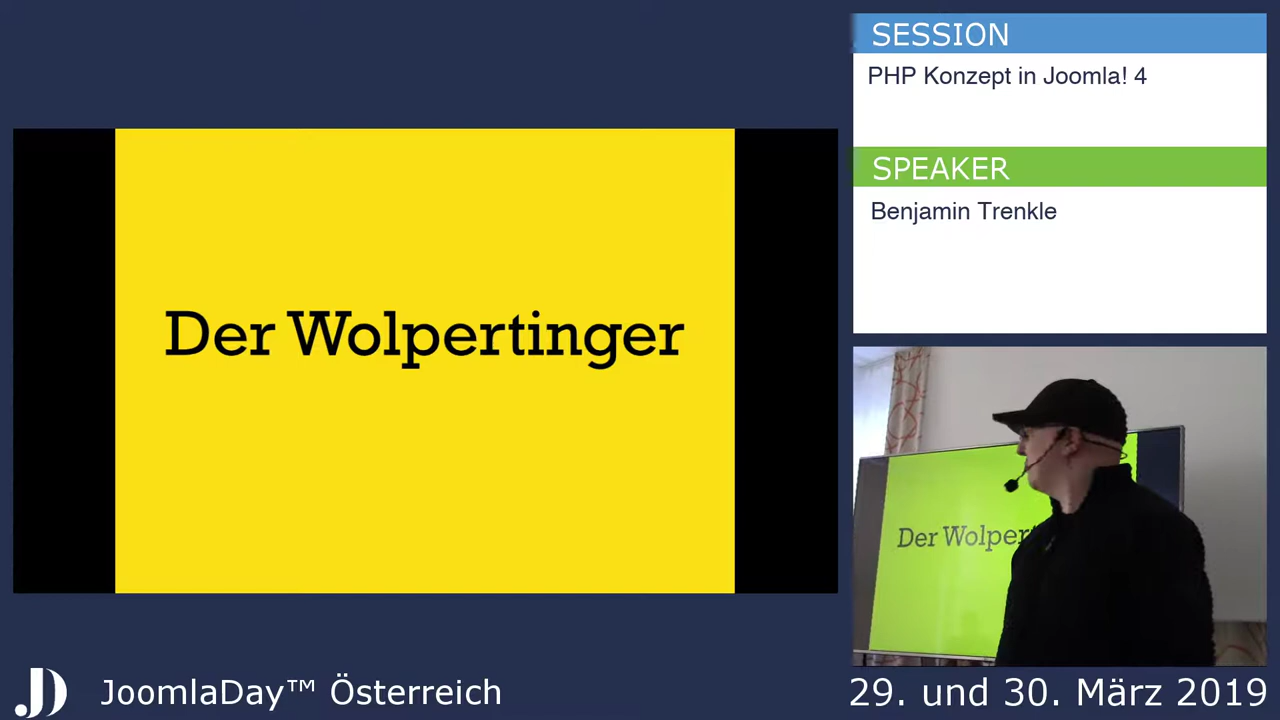 SESSION
PHP Konzept in Joomla! 4
SPEAKER
Benjamin Trenkle
Der Wolpertinger
Der Wolper
JD JoomlaDay™ Österreich
29. und 30. März 2019